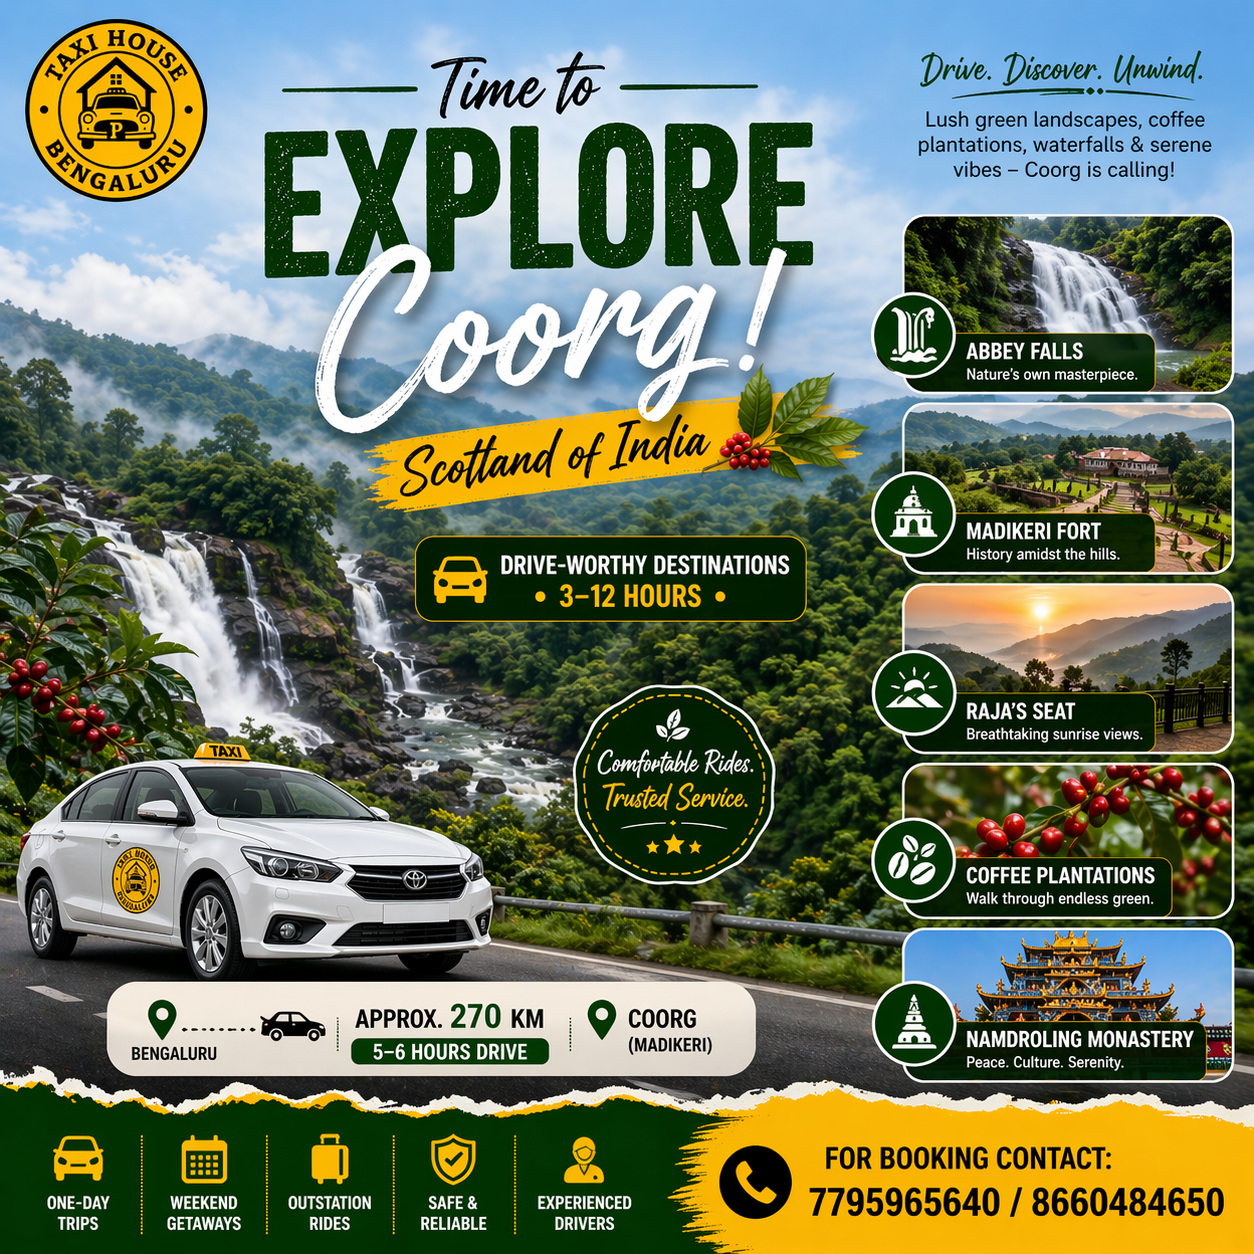 TAXI HOUSE
P
BENGALURU
Time to
EXPLORE
Coorg!
Scotland of India
Drive. Discover. Unwind.
Lush green landscapes, coffee
plantations, waterfalls & serene
vibes – Coorg is calling!
ABBEY FALLS
Nature's own masterpiece.
MADIKERI FORT
History amidst the hills.
RAJA'S SEAT
Breathtaking sunrise views.
COFFEE PLANTATIONS
Walk through endless green.
NAMDROLING MONASTERY
Peace. Culture. Serenity.
DRIVE-WORTHY DESTINATIONS
• 3–12 HOURS •
Comfortable Rides.
Trusted Service.
TAXI
TAXI HOUSE
BENGALURU
APPROX. 270 KM
5–6 HOURS DRIVE
COORG
(MADIKERI)
ONE-DAY
TRIPS
WEEKEND
GETAWAYS
OUTSTATION
RIDES
SAFE &
RELIABLE
EXPERIENCED
DRIVERS
FOR BOOKING CONTACT:
7795965640 / 8660484650